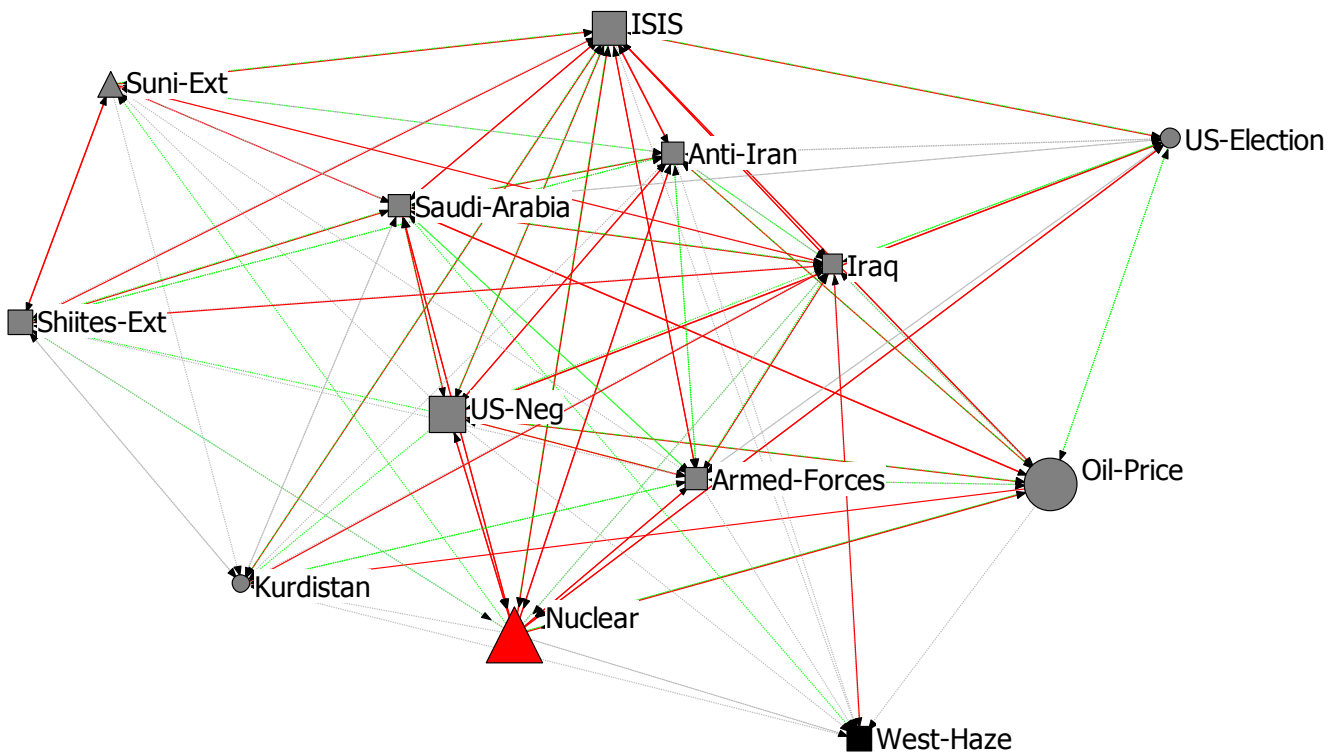 ISIS
Suni-Ext
US-Election
Anti-Iran
Saudi-Arabia
Iraq
Shiites-Ext
US-Neg
Oil-Price
Armed-Forces
Kurdistan
Nuclear
West-Haze